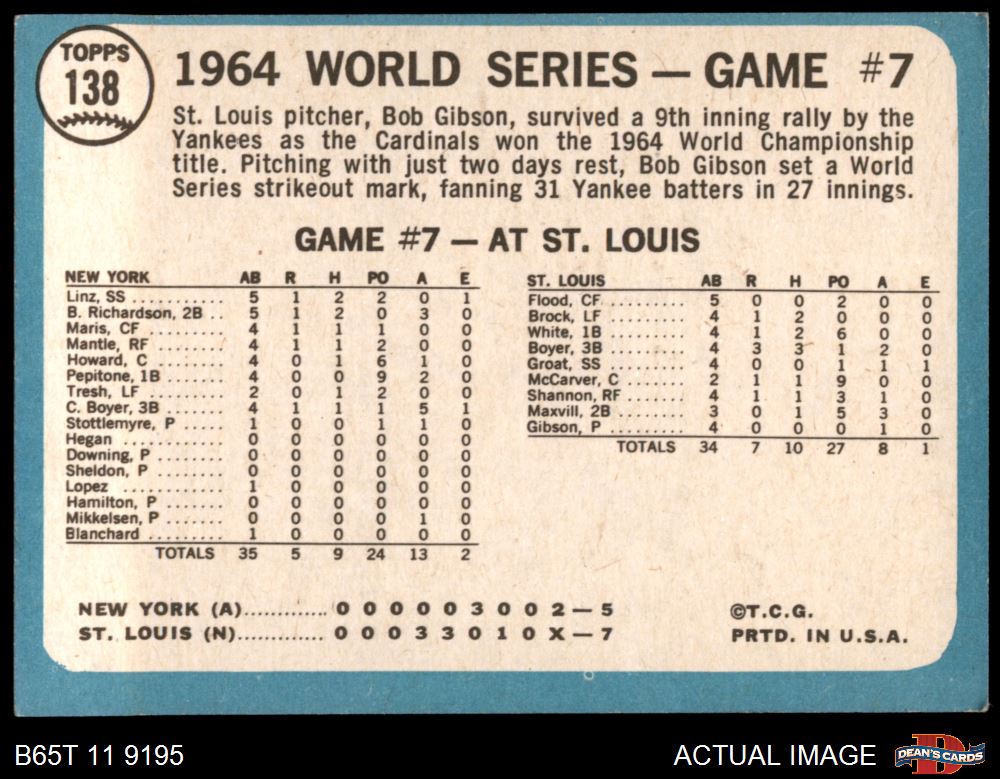 TOPPS
138
1964 WORLD SERIES — GAME #7
St. Louis pitcher, Bob Gibson, survived a 9th inning rally by the
Yankees as the Cardinals won the 1964 World Championship
title. Pitching with just two days rest, Bob Gibson set a World
Series strikeout mark, fanning 31 Yankee batters in 27 innings.
GAME #7 — AT ST. LOUIS
NEW YORK AB R H PO A E
Linz, SS ........... 5 1 2 2 0 1
B. Richardson, 2B .. 5 1 2 0 3 0
Maris, CF ......... 4 1 1 1 0 0
Mantle, RF ........ 4 1 1 2 0 0
Howard, C ........ 4 0 1 6 1 0
Pepitone, 1B ....... 4 0 0 9 2 0
Tresh, LF ......... 2 0 1 2 0 0
C. Boyer, 3B ....... 4 1 1 1 5 1
Stottlemyre, P ..... 1 0 0 1 1 0
Hegan ............ 0 0 0 0 0 0
Downing, P ........ 0 0 0 0 0 0
Sheldon, P ........ 0 0 0 0 0 0
Lopez ............ 1 0 0 0 0 0
Hamilton, P ....... 0 0 0 0 0 0
Mikkelsen, P ....... 0 0 0 0 1 0
Blanchard ......... 1 0 0 0 0 0
TOTALS 35 5 9 24 13 2
ST. LOUIS AB R H PO A E
Flood, CF .......... 5 0 0 2 0 0
Brock, LF .......... 4 1 2 0 0 0
White, 1B .......... 4 1 2 6 0 0
Boyer, 3B .......... 4 3 3 1 2 0
Groat, SS .......... 4 0 0 1 1 1
McCarver, C ........ 2 1 1 9 0 0
Shannon, RF ........ 4 1 1 3 1 0
Maxvill, 2B ........ 3 0 1 5 3 0
Gibson, P .......... 4 0 0 0 1 0
TOTALS 34 7 10 27 8 1
NEW YORK (A)............ 0 0 0 0 0 3 0 0 2 — 5
ST. LOUIS (N)............ 0 0 0 3 3 0 1 0 X — 7
©T.C.G.
PRTD. IN U.S.A.
B65T 11 9195
ACTUAL IMAGE
D
DEAN'S CARDS